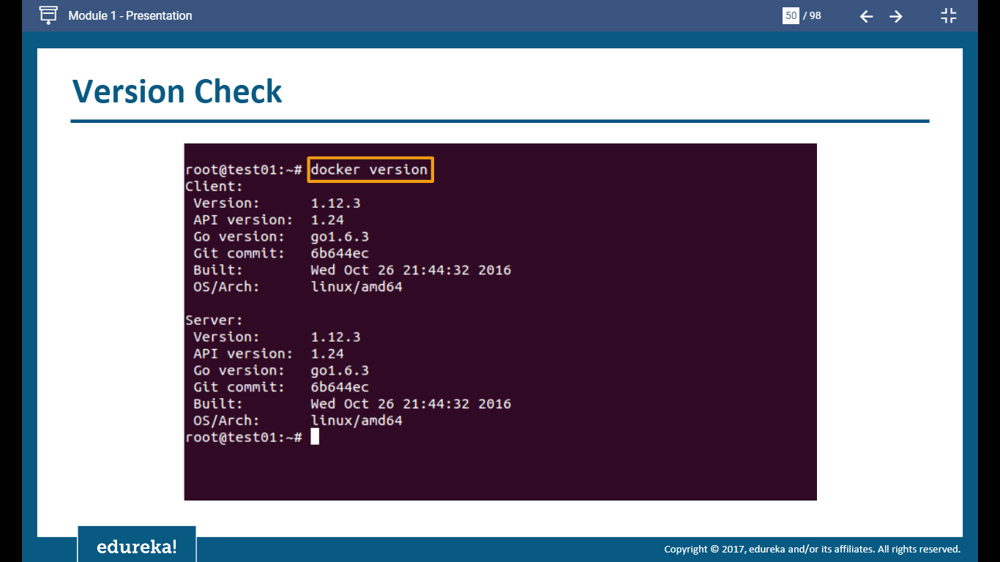 Module 1 - Presentation
50 / 98
Version Check
root@test01:~# docker version
Client:
Version: 1.12.3
API version: 1.24
Go version: go1.6.3
Git commit: 6b644ec
Built: Wed Oct 26 21:44:32 2016
OS/Arch: linux/amd64
Server:
Version: 1.12.3
API version: 1.24
Go version: go1.6.3
Git commit: 6b644ec
Built: Wed Oct 26 21:44:32 2016
OS/Arch: linux/amd64
root@test01:~#
edureka!
Copyright © 2017, edureka and/or its affiliates. All rights reserved.